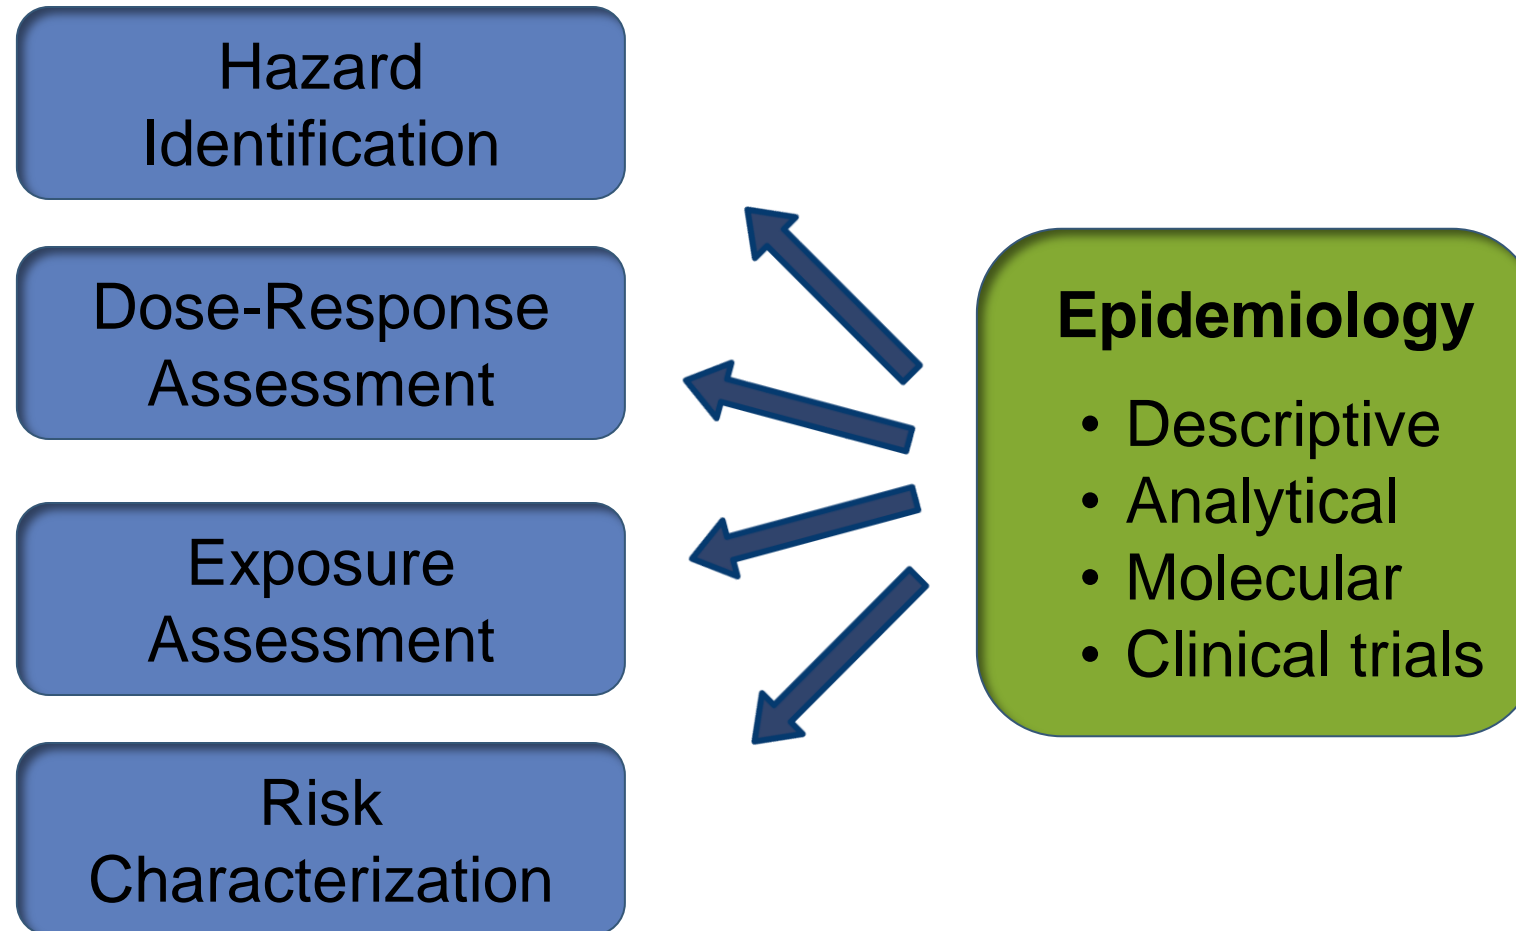 Hazard
Identification
Dose-Response
Assessment
Exposure
Assessment
Risk
Characterization
Epidemiology
• Descriptive
• Analytical
• Molecular
• Clinical trials